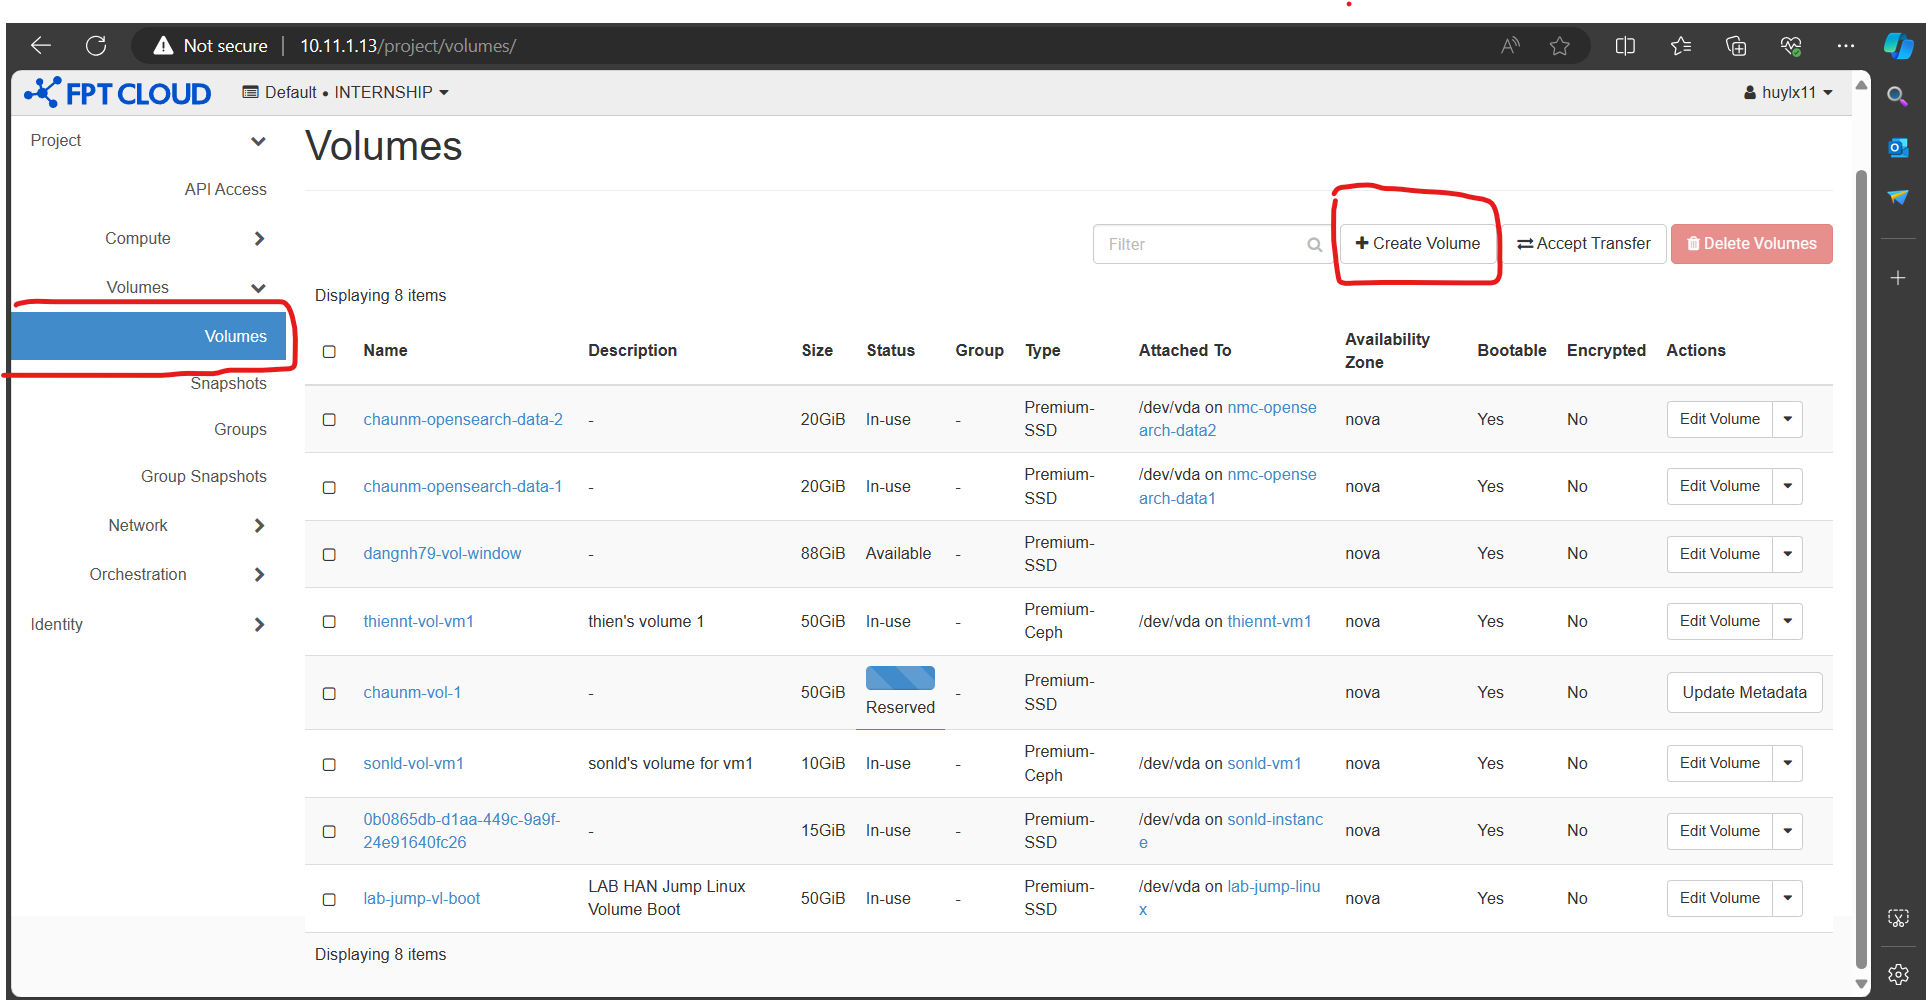 Not secure 10.11.1.13/project/volumes/
FPT CLOUD
Default • INTERNSHIP
huylx11
Project
API Access
Compute
Volumes
Volumes
Snapshots
Groups
Group Snapshots
Network
Orchestration
Identity
Volumes
Filter
Create Volume
Accept Transfer
Delete Volumes
Displaying 8 items
Name Description Size Status Group Type Attached To Availability Zone Bootable Encrypted Actions
chaunm-opensearch-data-2 - 20GiB In-use - Premium-SSD /dev/vda on nmc-opensearch-data2 nova Yes No Edit Volume
chaunm-opensearch-data-1 - 20GiB In-use - Premium-SSD /dev/vda on nmc-opensearch-data1 nova Yes No Edit Volume
dangnh79-vol-window - 88GiB Available - Premium-SSD nova Yes No Edit Volume
thiennt-vol-vm1 thien's volume 1 50GiB In-use - Premium-Ceph /dev/vda on thiennt-vm1 nova Yes No Edit Volume
chaunm-vol-1 - 50GiB Reserved - Premium-SSD nova Yes No Update Metadata
sonld-vol-vm1 sonld's volume for vm1 10GiB In-use - Premium-Ceph /dev/vda on sonld-vm1 nova Yes No Edit Volume
0b0865db-d1aa-449c-9a9f-24e91640fc26 - 15GiB In-use - Premium-SSD /dev/vda on sonld-instance nova Yes No Edit Volume
lab-jump-vl-boot LAB HAN Jump Linux Volume Boot 50GiB In-use - Premium-SSD /dev/vda on lab-jump-linux nova Yes No Edit Volume
Displaying 8 items